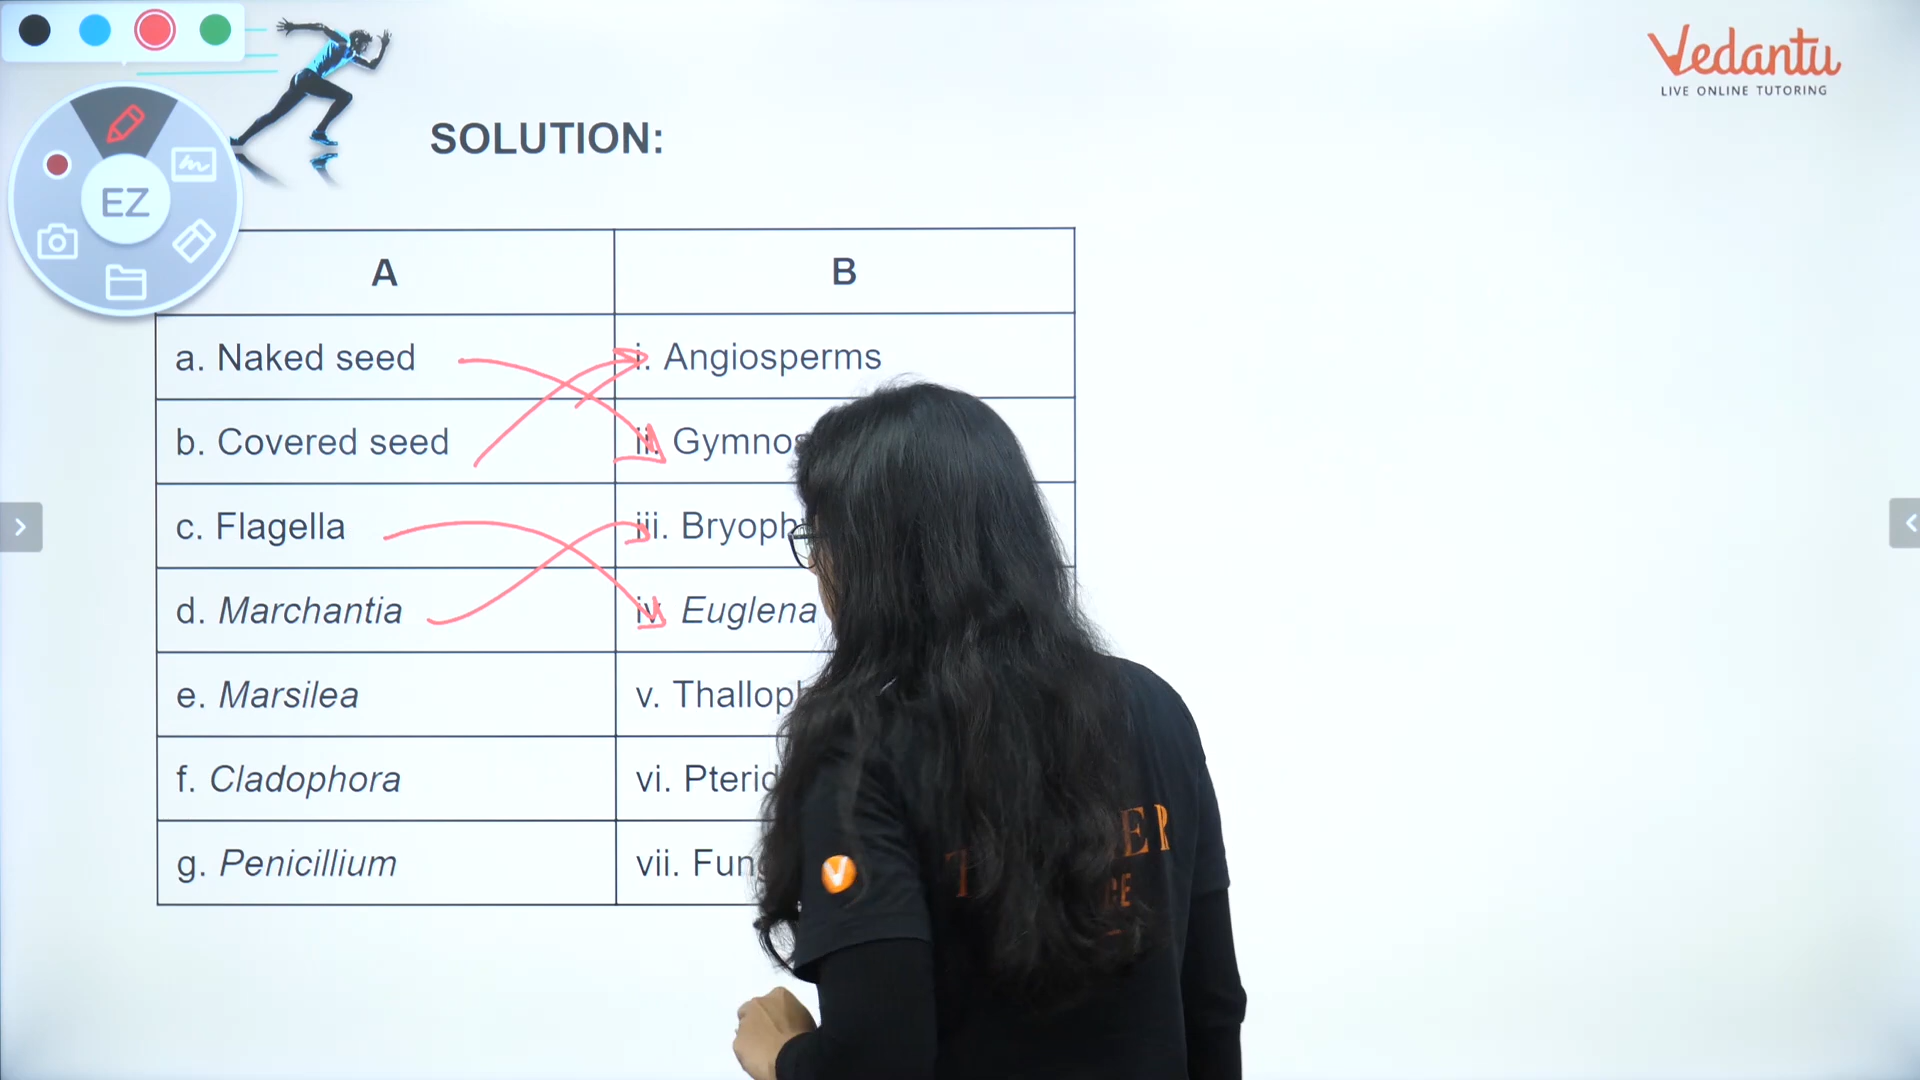 Vedantu
LIVE ONLINE TUTORING
EZ
SOLUTION:
A B
a. Naked seed i. Angiosperms
b. Covered seed ii. Gymnos
c. Flagella iii. Bryoph
d. Marchantia iv. Euglena
e. Marsilea v. Thalloph
f. Cladophora vi. Pterid
g. Penicillium vii. Fun
V
ER